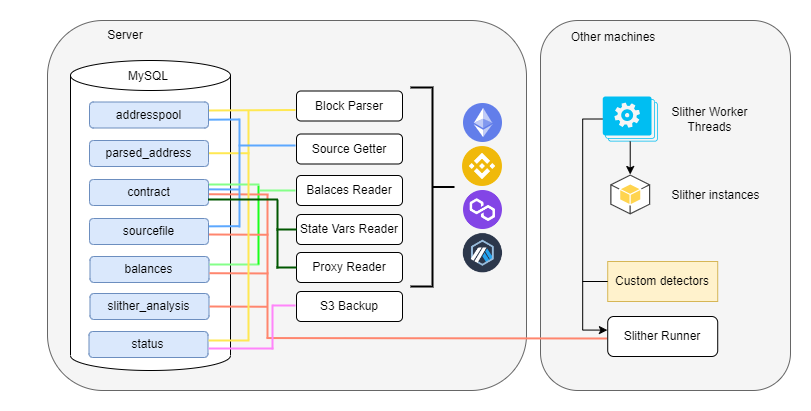 Server
Other machines
MySQL
addresspool
parsed_address
contract
sourcefile
balances
slither_analysis
status
Block Parser
Source Getter
Balaces Reader
State Vars Reader
Proxy Reader
S3 Backup
Slither Worker
Threads
Slither instances
Custom detectors
Slither Runner